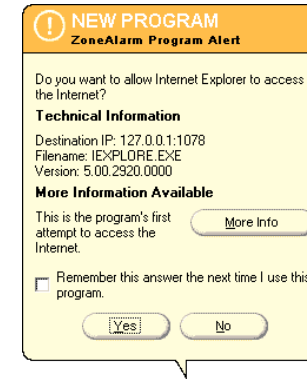 NEW PROGRAM
ZoneAlarm Program Alert
Do you want to allow Internet Explorer to access
the Internet?
Technical Information
Destination IP: 127.0.0.1:1078
Filename: IEXPLORE.EXE
Version: 5.00.2920.0000
More Information Available
This is the program's first
attempt to access the
Internet.
More Info
Remember this answer the next time I use this
program.
Yes
No